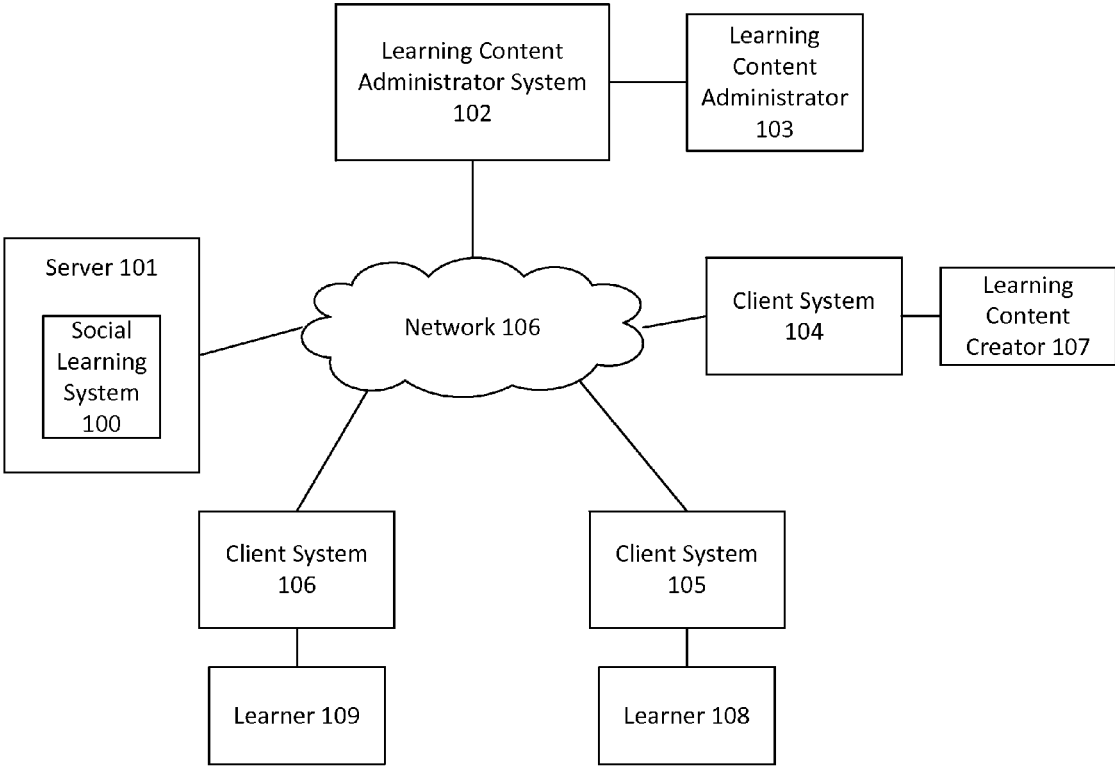 Learning Content
Administrator System
102
Learning
Content
Administrator
103
Server 101
Social
Learning
System
100
Network 106
Client System
104
Learning
Content
Creator 107
Client System
106
Client System
105
Learner 109
Learner 108